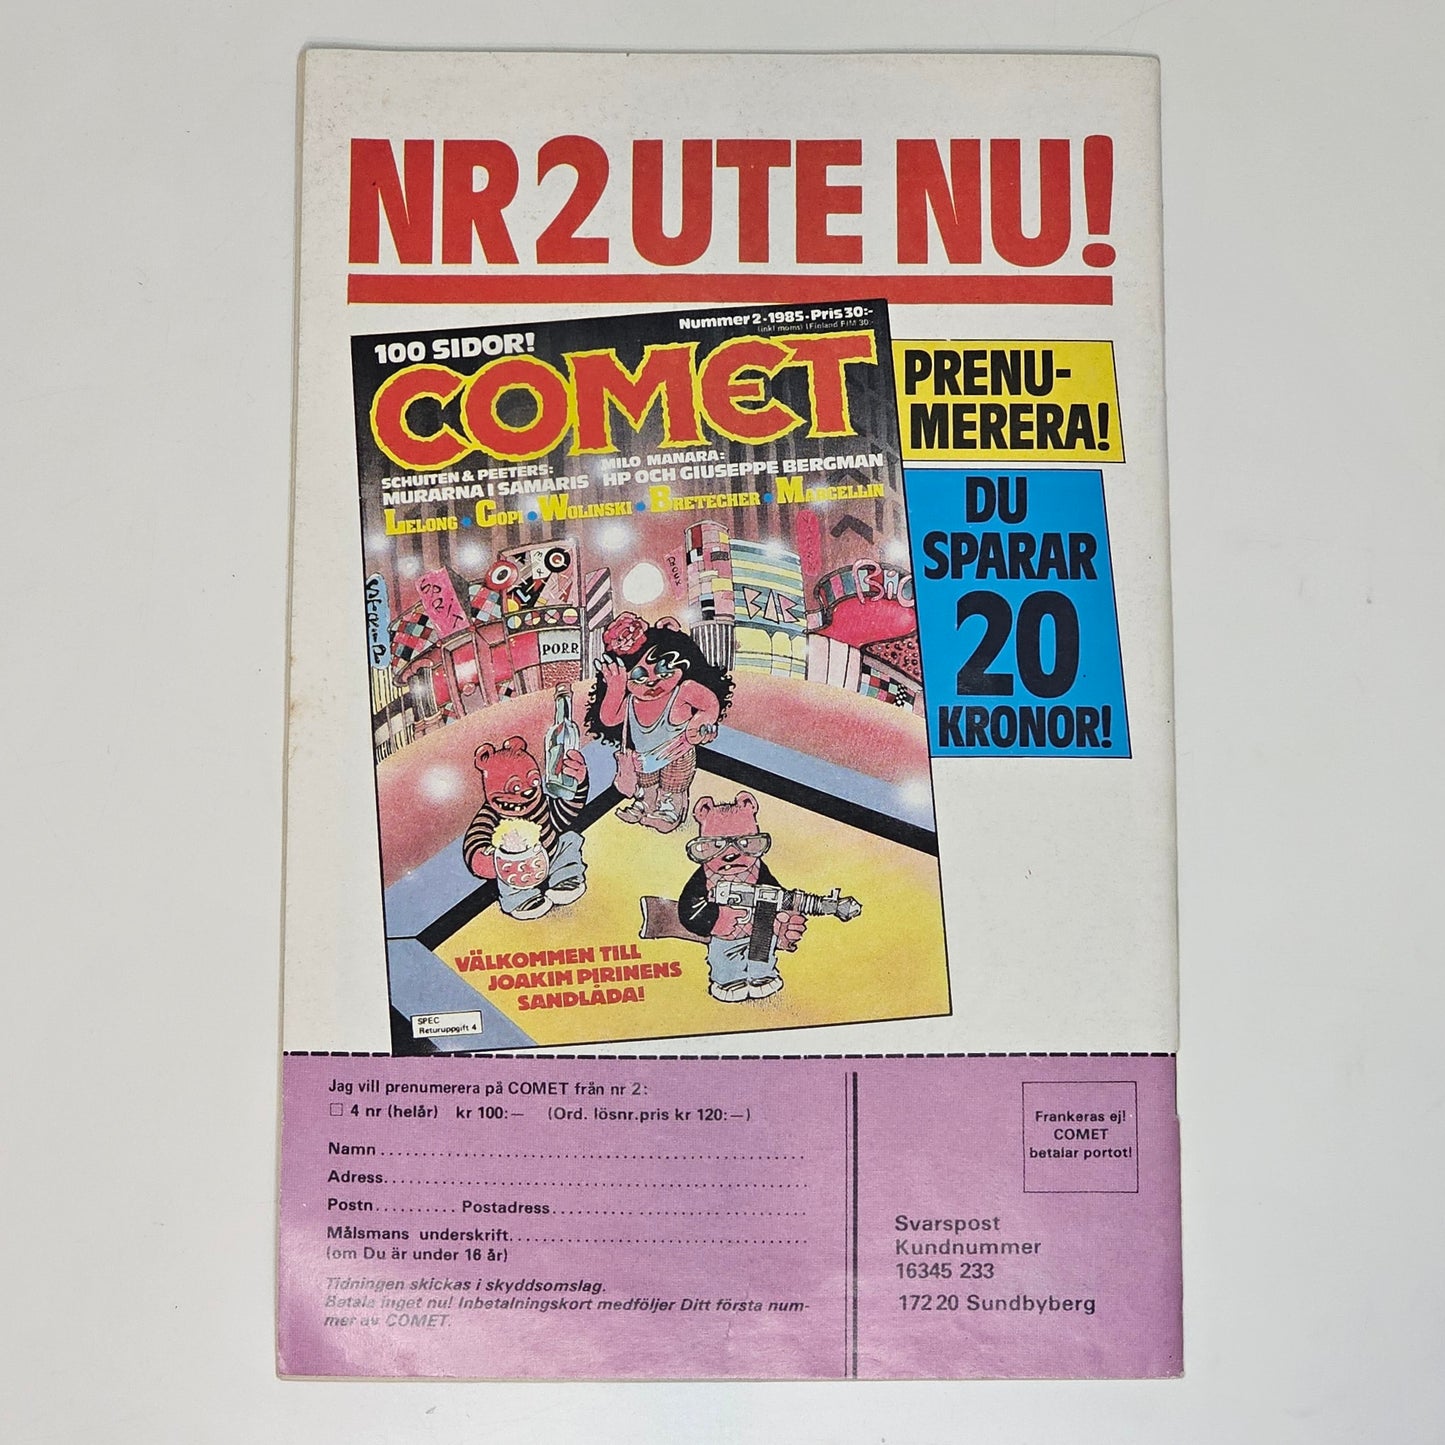 NR 2 UTE NU!
Nummer 2 - 1985 - Pris 30:-
(inkl moms) (Finland FIM 30:-
100 SIDOR!
COMET
SCHUITEN & PEETERS:
MURARNA I SAMARIS
MILO MANARA:
HP OCH GIUSEPPE BERGMAN
LELONG • COPI • WOLINSKI • BRETECHER • MARCELLIN
PRENU-
MERERA!
DU
SPARAR
20
KRONOR!
PORR
BAR
VÄLKOMMEN TILL
JOAKIM PIRINENS
SANDLÅDA!
SPEC
Returuppgift 4
Jag vill prenumerera på COMET från nr 2:
☐ 4 nr (helår) kr 100:— (Ord. lösnr.pris kr 120:—)
Namn
Adress
Postn.......... Postadress
Målsmans underskrift
(om Du är under 16 år)
Tidningen skickas i skyddsomslag.
Betala inget nu! Inbetalningskort medföljer Ditt första num-
mer av COMET.
Frankeras ej!
COMET
betalar portot!
Svarspost
Kundnummer
16345 233
172 20 Sundbyberg